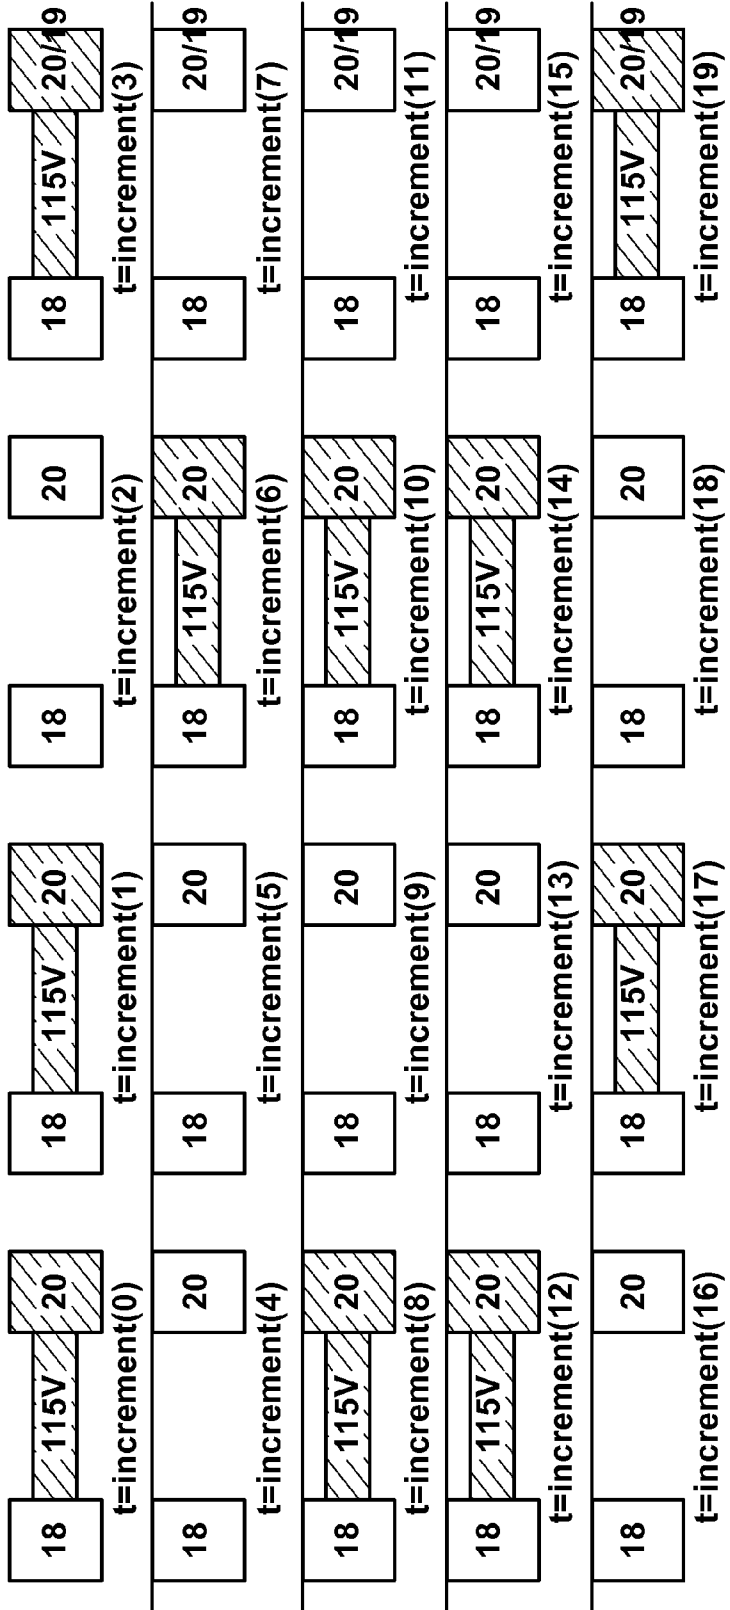 18 115V 20 18 115V 20 18 20 18 115V 20/19
t=increment(0) t=increment(1) t=increment(2) t=increment(3)
18 20 18 20 18 115V 20 18 20/19
t=increment(4) t=increment(5) t=increment(6) t=increment(7)
18 115V 20 18 20 18 115V 20 18 20/19
t=increment(8) t=increment(9) t=increment(10) t=increment(11)
18 115V 20 18 20 18 115V 20 18 20/19
t=increment(12) t=increment(13) t=increment(14) t=increment(15)
18 20 18 115V 20 18 20 18 115V 20/19
t=increment(16) t=increment(17) t=increment(18) t=increment(19)